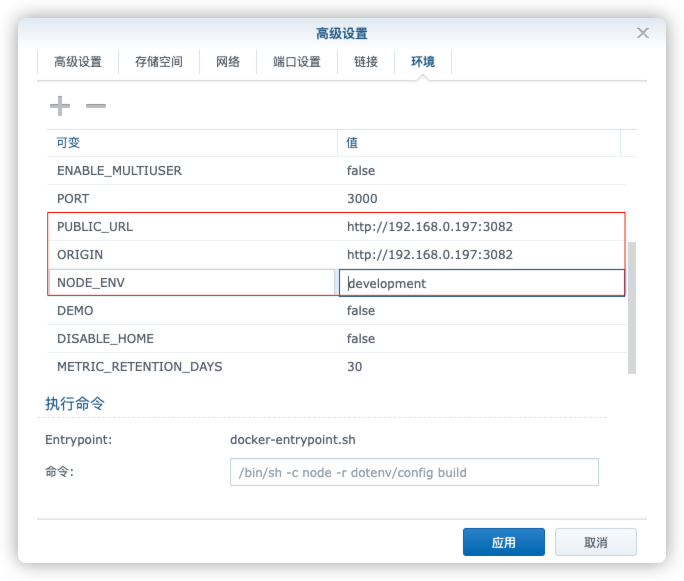 高级设置
高级设置 存储空间 网络 端口设置 链接 环境
可变 值
ENABLE_MULTIUSER false
PORT 3000
PUBLIC_URL http://192.168.0.197:3082
ORIGIN http://192.168.0.197:3082
NODE_ENV development
DEMO false
DISABLE_HOME false
METRIC_RETENTION_DAYS 30
执行命令
Entrypoint: docker-entrypoint.sh
命令: /bin/sh -c node -r dotenv/config build
应用 取消